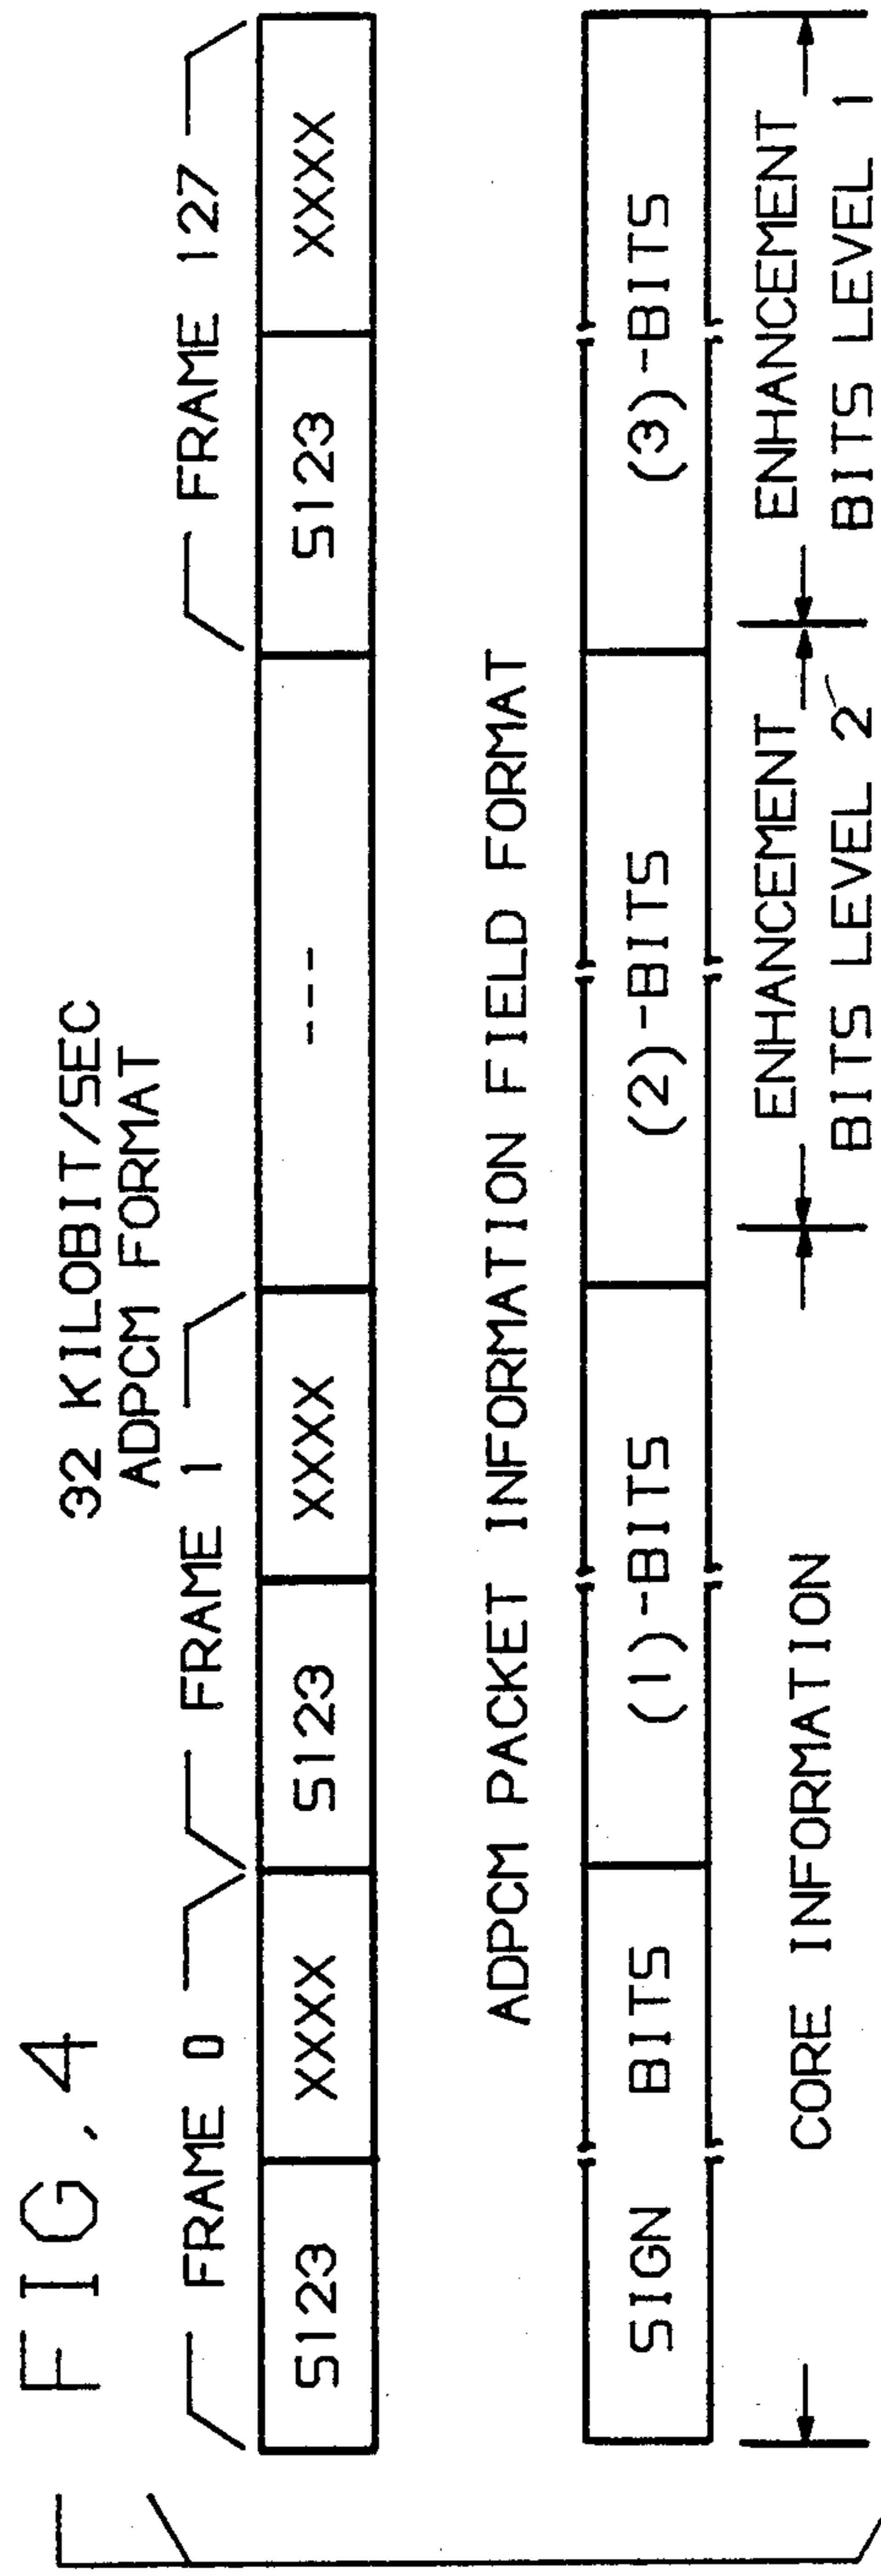 FIG. 4
32 KILOBIT/SEC
ADPCM FORMAT
FRAME 0 FRAME 1 FRAME 127
S123 XXXX S123 XXXX --- S123 XXXX
ADPCM PACKET INFORMATION FIELD FORMAT
SIGN BITS (1)-BITS (2)-BITS (3)-BITS
CORE INFORMATION
ENHANCEMENT
BITS LEVEL 2
ENHANCEMENT
BITS LEVEL 1